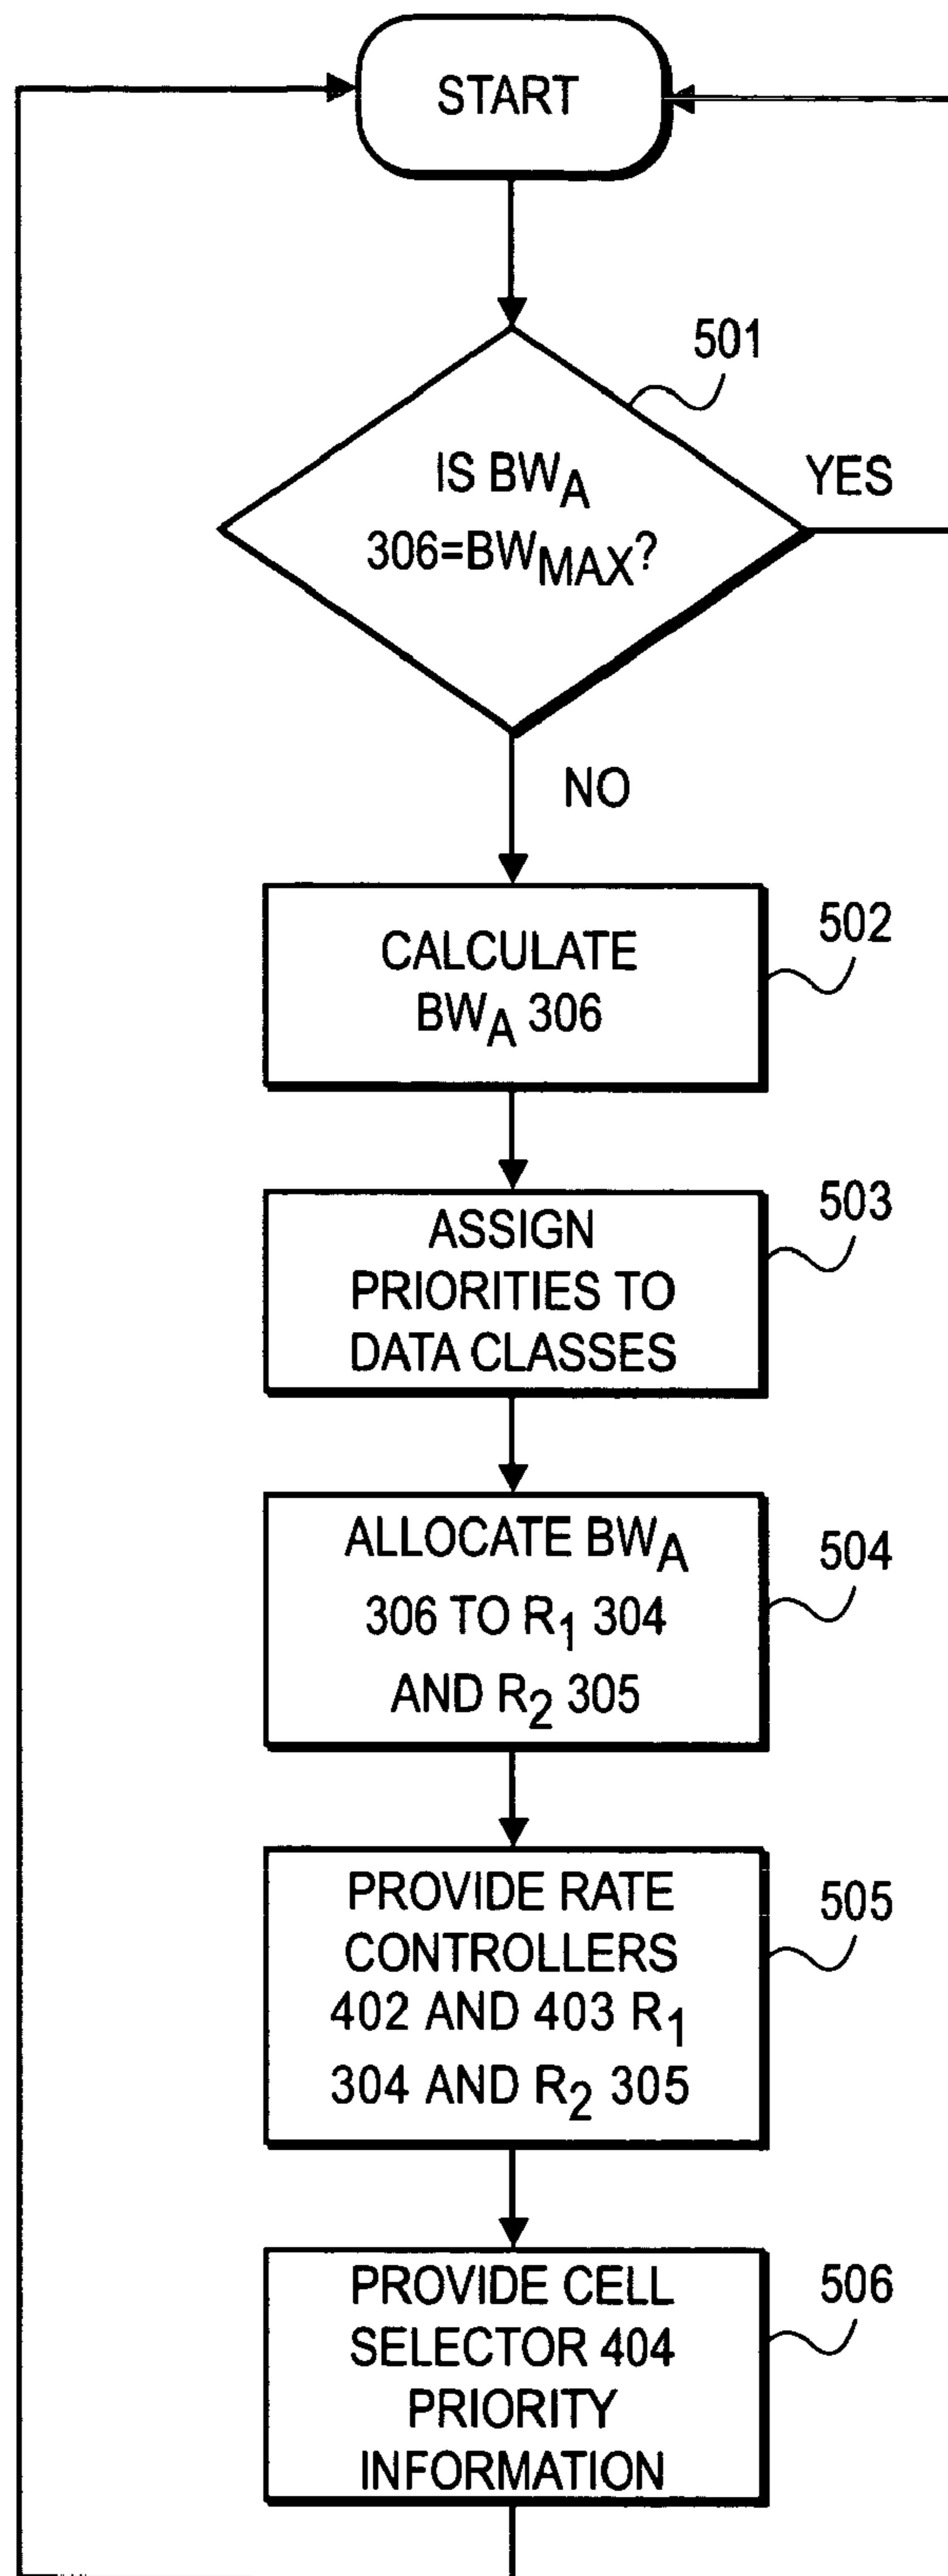 START
501
IS BWA
306=BWMAX?
YES
NO
502
CALCULATE
BWA 306
503
ASSIGN
PRIORITIES TO
DATA CLASSES
504
ALLOCATE BWA
306 TO R1 304
AND R2 305
505
PROVIDE RATE
CONTROLLERS
402 AND 403 R1
304 AND R2 305
506
PROVIDE CELL
SELECTOR 404
PRIORITY
INFORMATION